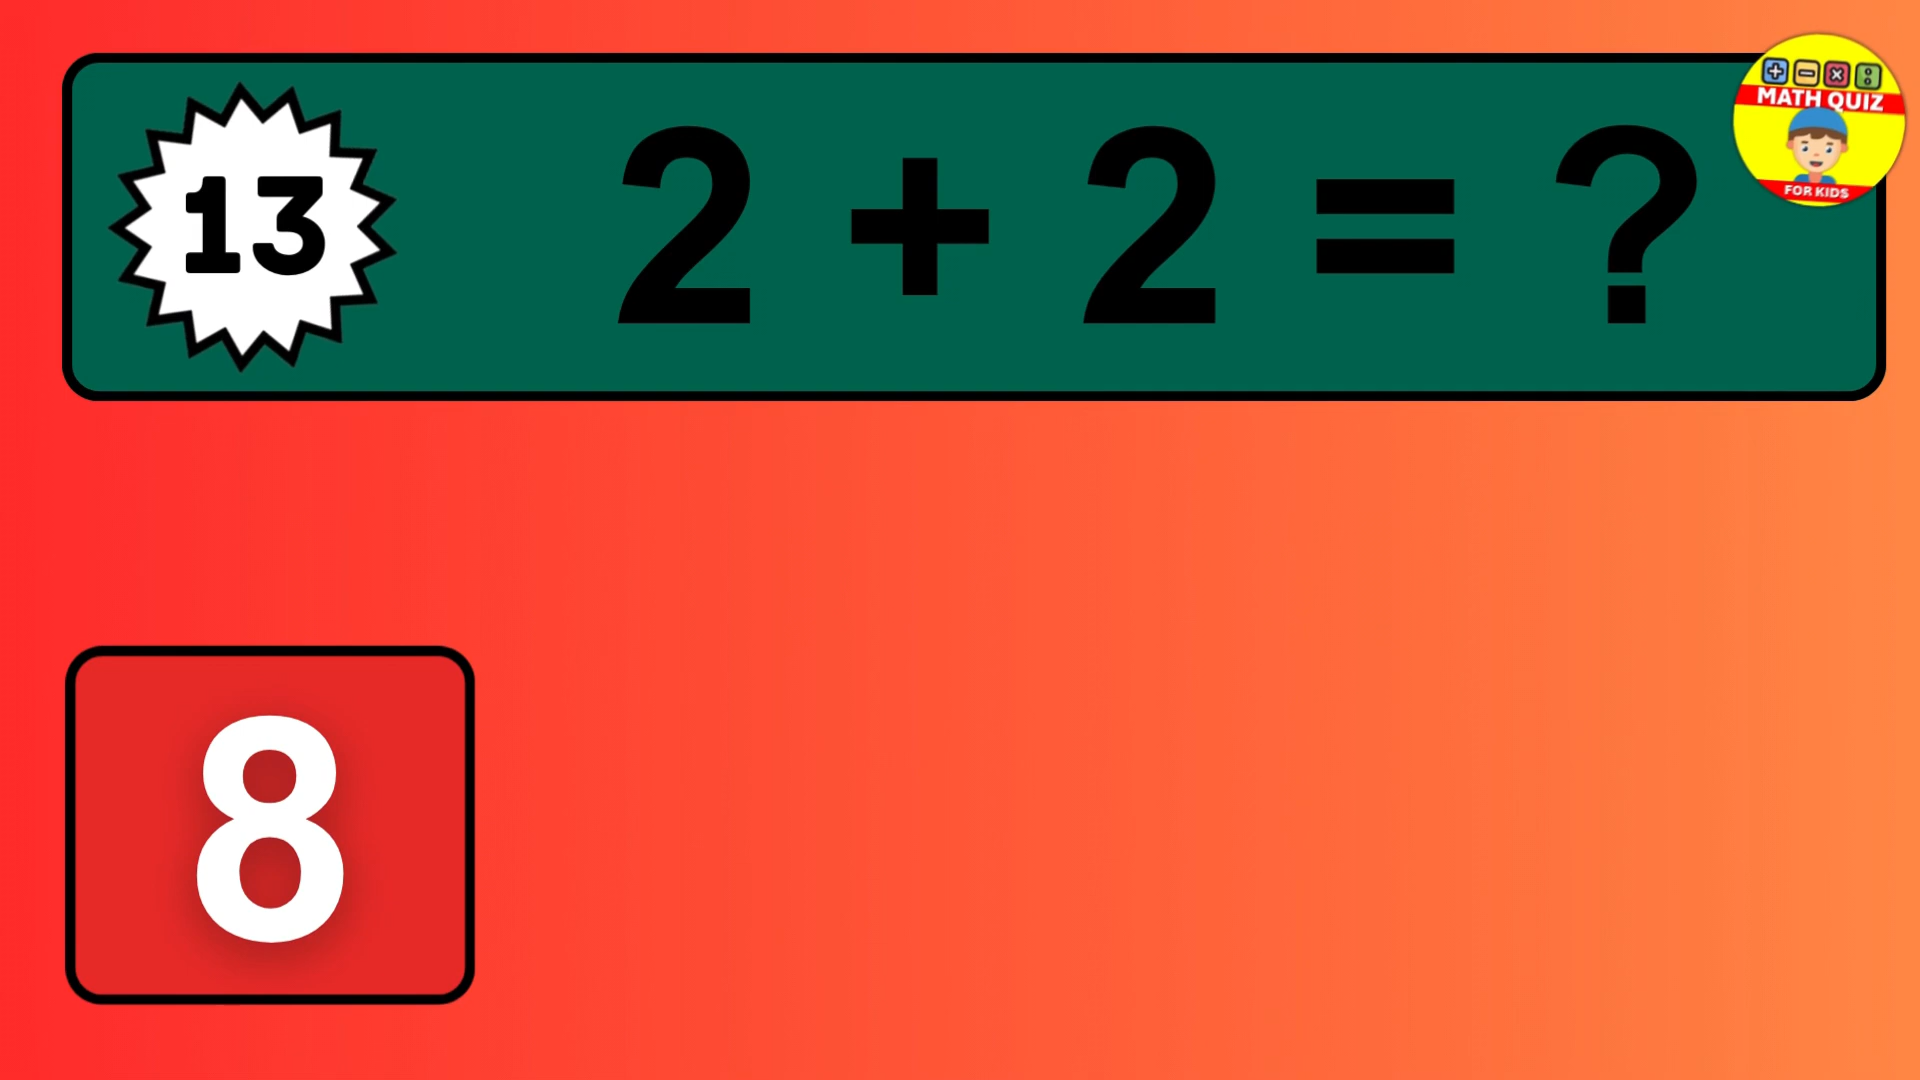 13
2 + 2 = ?
+ - × ÷
MATH QUIZ
FOR KIDS
8